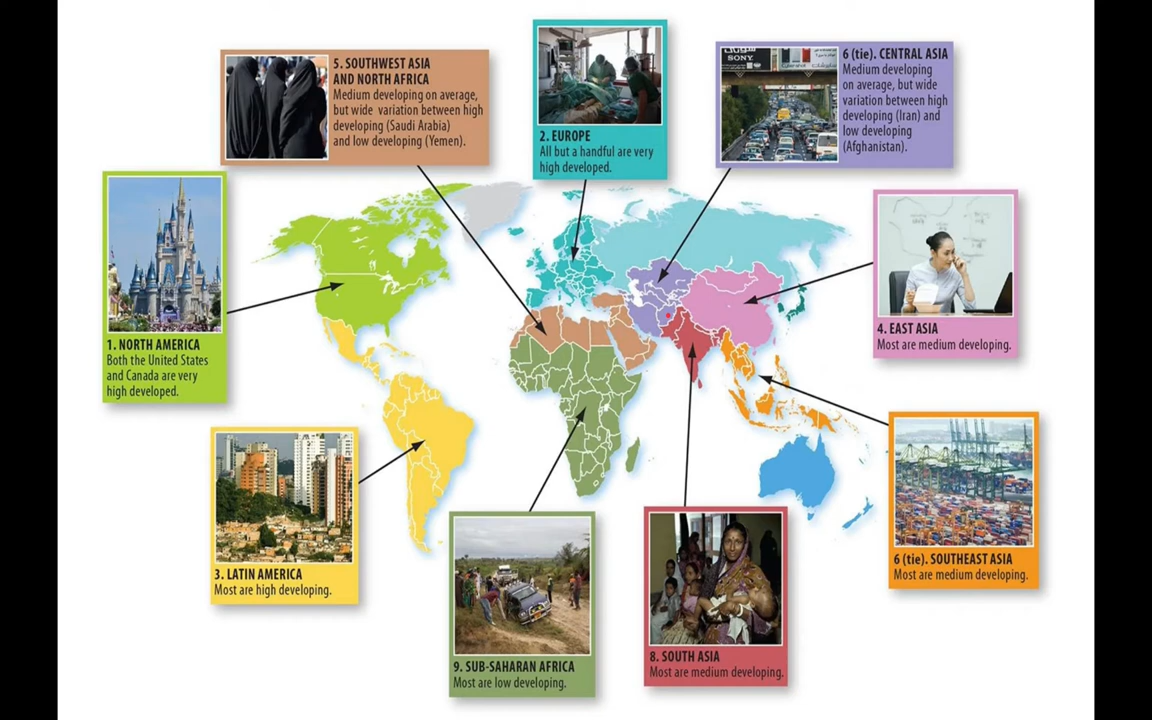 5. SOUTHWEST ASIA
AND NORTH AFRICA
Medium developing on average,
but wide variation between high
developing (Saudi Arabia)
and low developing (Yemen).
2. EUROPE
All but a handful are very
high developed.
SONY
6 (tie). CENTRAL ASIA
Medium developing
on average, but wide
variation between high
developing (Iran) and
low developing
(Afghanistan).
1. NORTH AMERICA
Both the United States
and Canada are very
high developed.
4. EAST ASIA
Most are medium developing.
3. LATIN AMERICA
Most are high developing.
6 (tie). SOUTHEAST ASIA
Most are medium developing.
9. SUB-SAHARAN AFRICA
Most are low developing.
8. SOUTH ASIA
Most are medium developing.